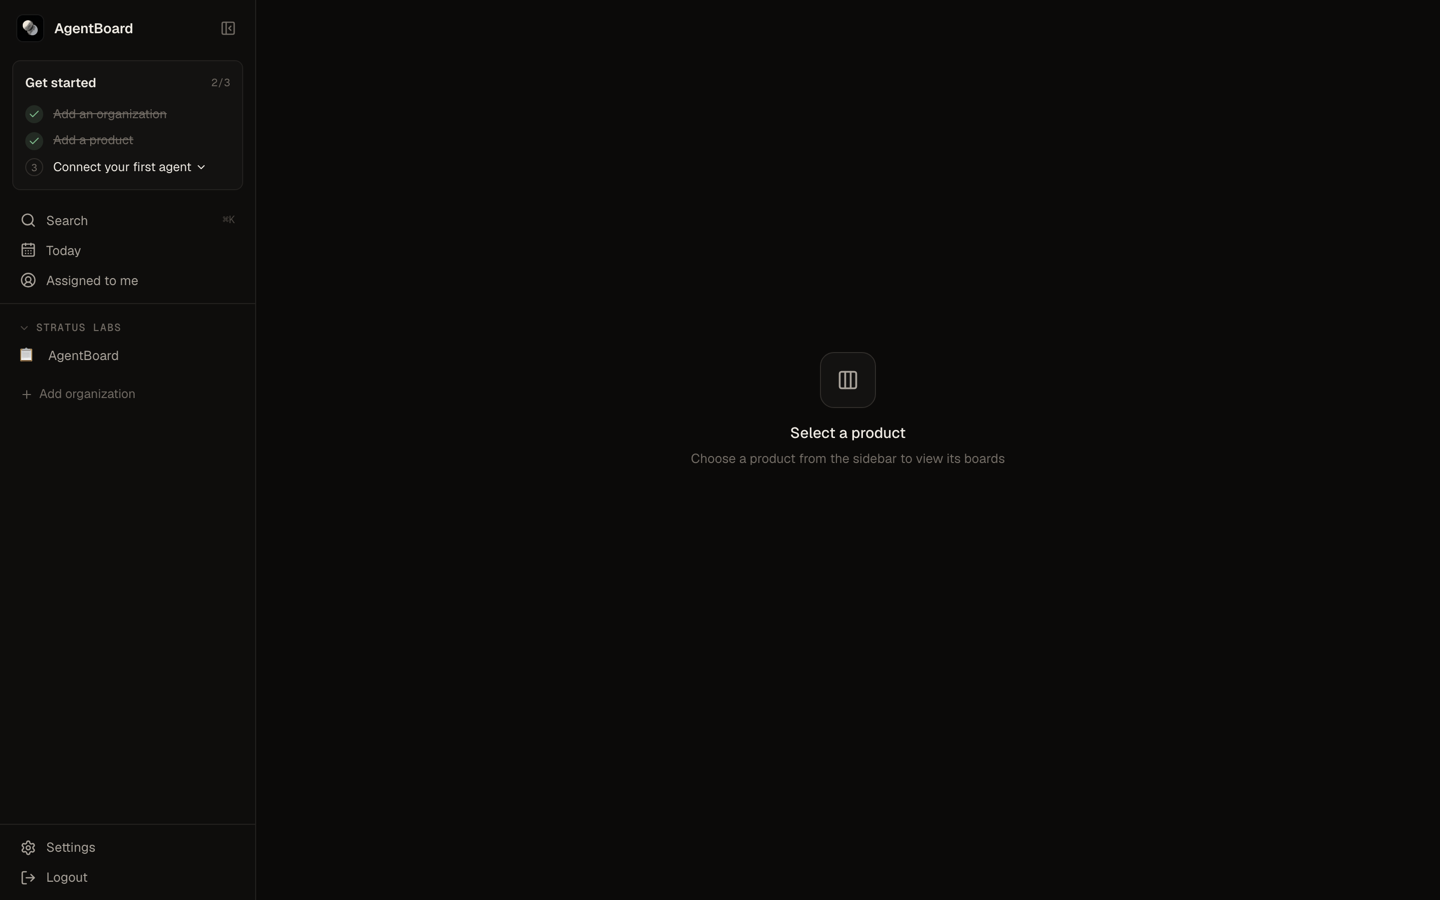 AgentBoard
Get started 2/3
Add an organization
Add a product
3 Connect your first agent
Search ⌘K
Today
Assigned to me
STRATUS LABS
AgentBoard
Add organization
Select a product
Choose a product from the sidebar to view its boards
Settings
Logout